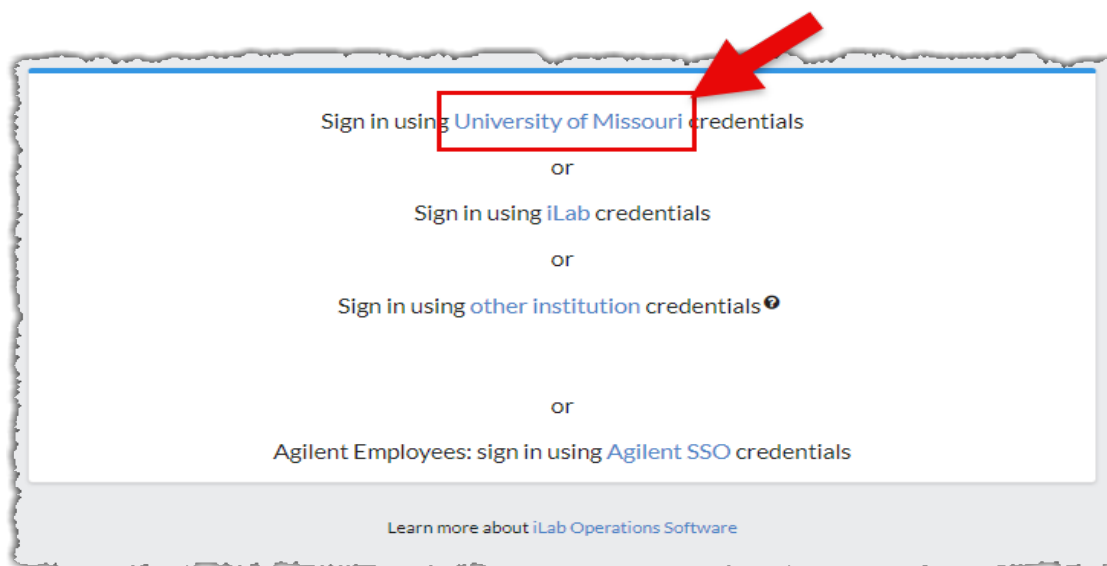 Sign in using University of Missouri credentials
or
Sign in using iLab credentials
or
Sign in using other institution credentials?
or
Agilent Employees: sign in using Agilent SSO credentials
Learn more about iLab Operations Software